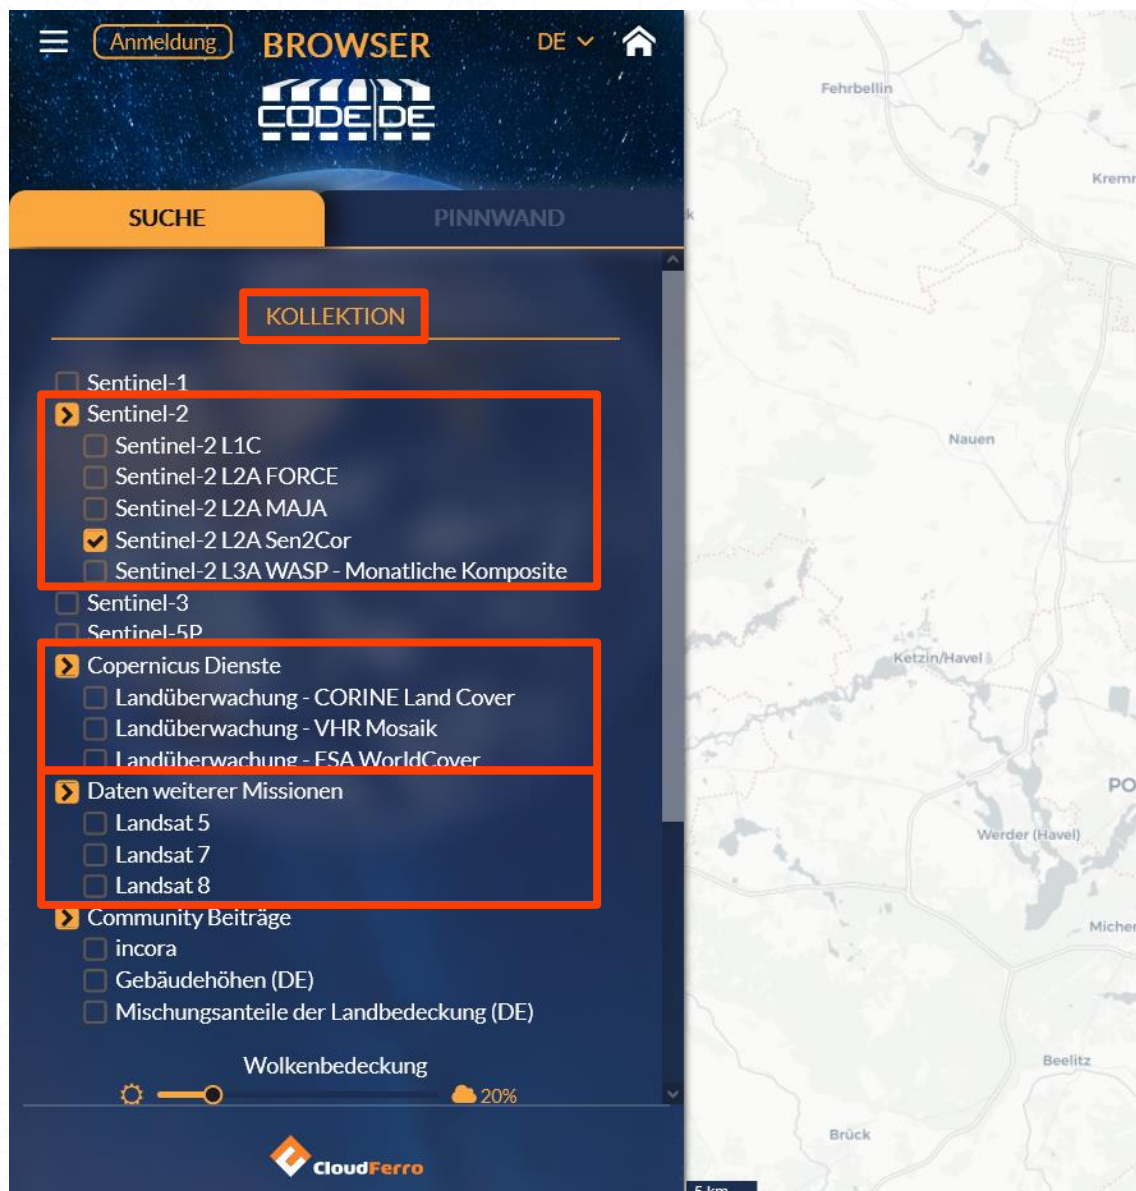 Anmeldung
BROWSER
DE
CODE DE
SUCHE
PINNWAND
KOLLEKTION
Sentinel-1
Sentinel-2
Sentinel-2 L1C
Sentinel-2 L2A FORCE
Sentinel-2 L2A MAJA
Sentinel-2 L2A Sen2Cor
Sentinel-2 L3A WASP - Monatliche Komposite
Sentinel-3
Sentinel-5P
Copernicus Dienste
Landüberwachung - CORINE Land Cover
Landüberwachung - VHR Mosaik
Landüberwachung - ESA WorldCover
Daten weiterer Missionen
Landsat 5
Landsat 7
Landsat 8
Community Beiträge
incora
Gebäudehöhen (DE)
Mischungsanteile der Landbedeckung (DE)
Wolkenbedeckung
20%
CloudFerro
Fehrbellin
Kremm
k
Nauen
Ketzin/Havel
PO
Werder (Havel)
Michen
Beelitz
Brück
5 km